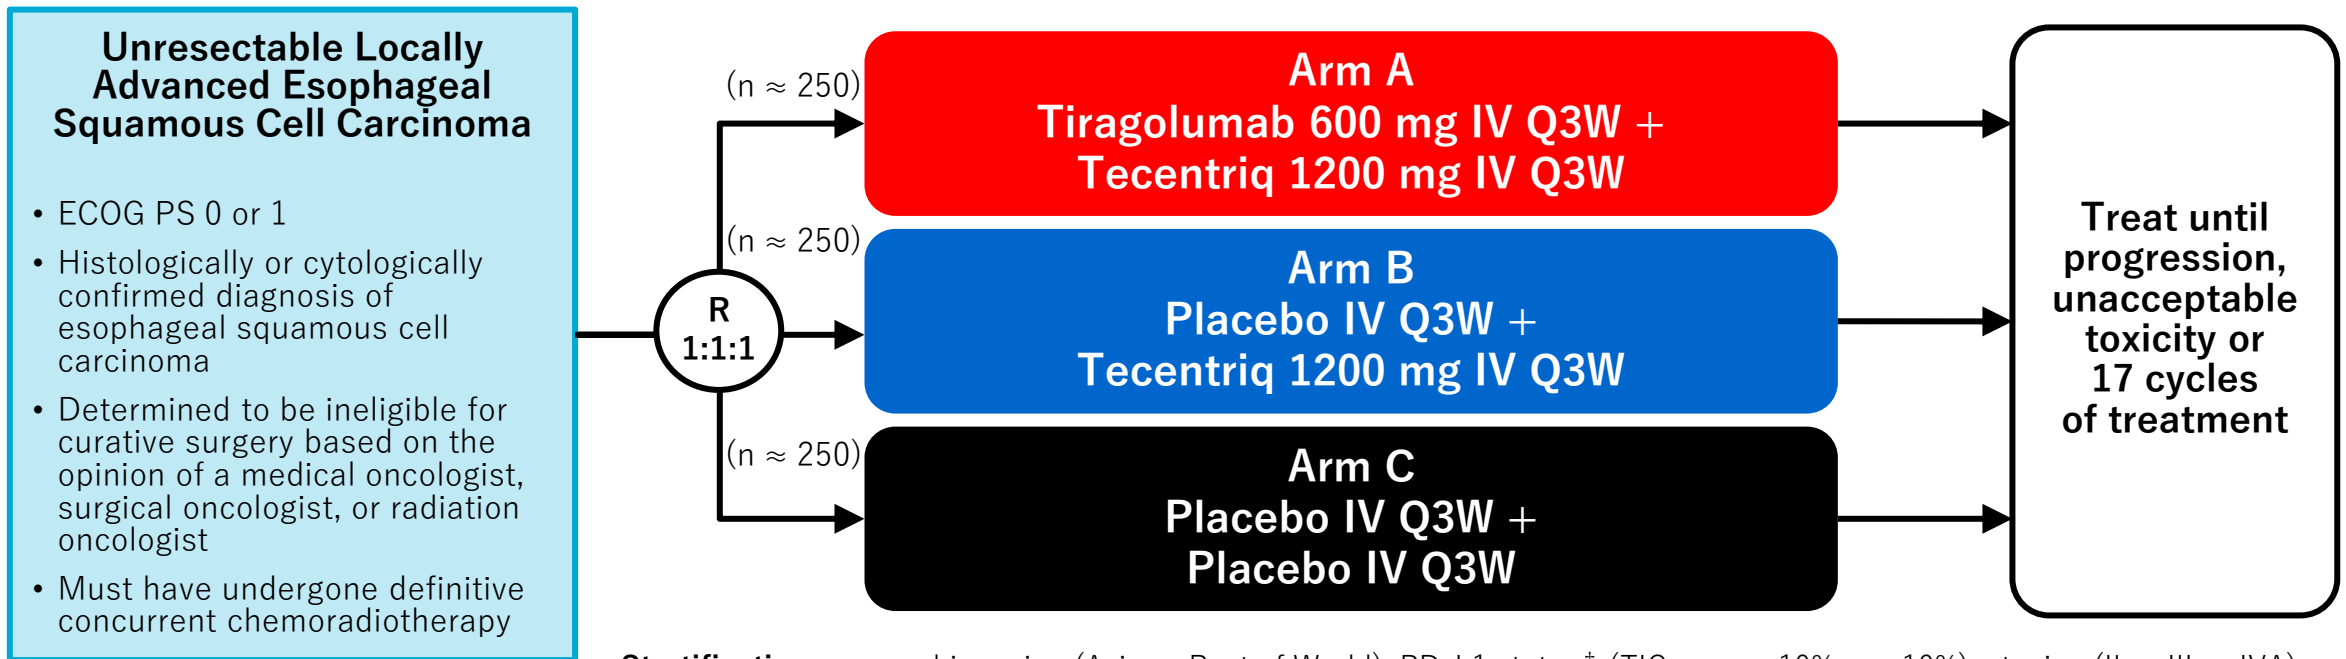 Unresectable Locally
Advanced Esophageal
Squamous Cell Carcinoma
• ECOG PS 0 or 1
• Histologically or cytologically
confirmed diagnosis of
esophageal squamous cell
carcinoma
• Determined to be ineligible for
curative surgery based on the
opinion of a medical oncologist,
surgical oncologist, or radiation
oncologist
• Must have undergone definitive
concurrent chemoradiotherapy
R
1:1:1
(n ≈ 250)
Arm A
Tiragolumab 600 mg IV Q3W +
Tecentriq 1200 mg IV Q3W
(n ≈ 250)
Arm B
Placebo IV Q3W +
Tecentriq 1200 mg IV Q3W
(n ≈ 250)
Arm C
Placebo IV Q3W +
Placebo IV Q3W
Treat until
progression,
unacceptable
toxicity or
17 cycles
of treatment